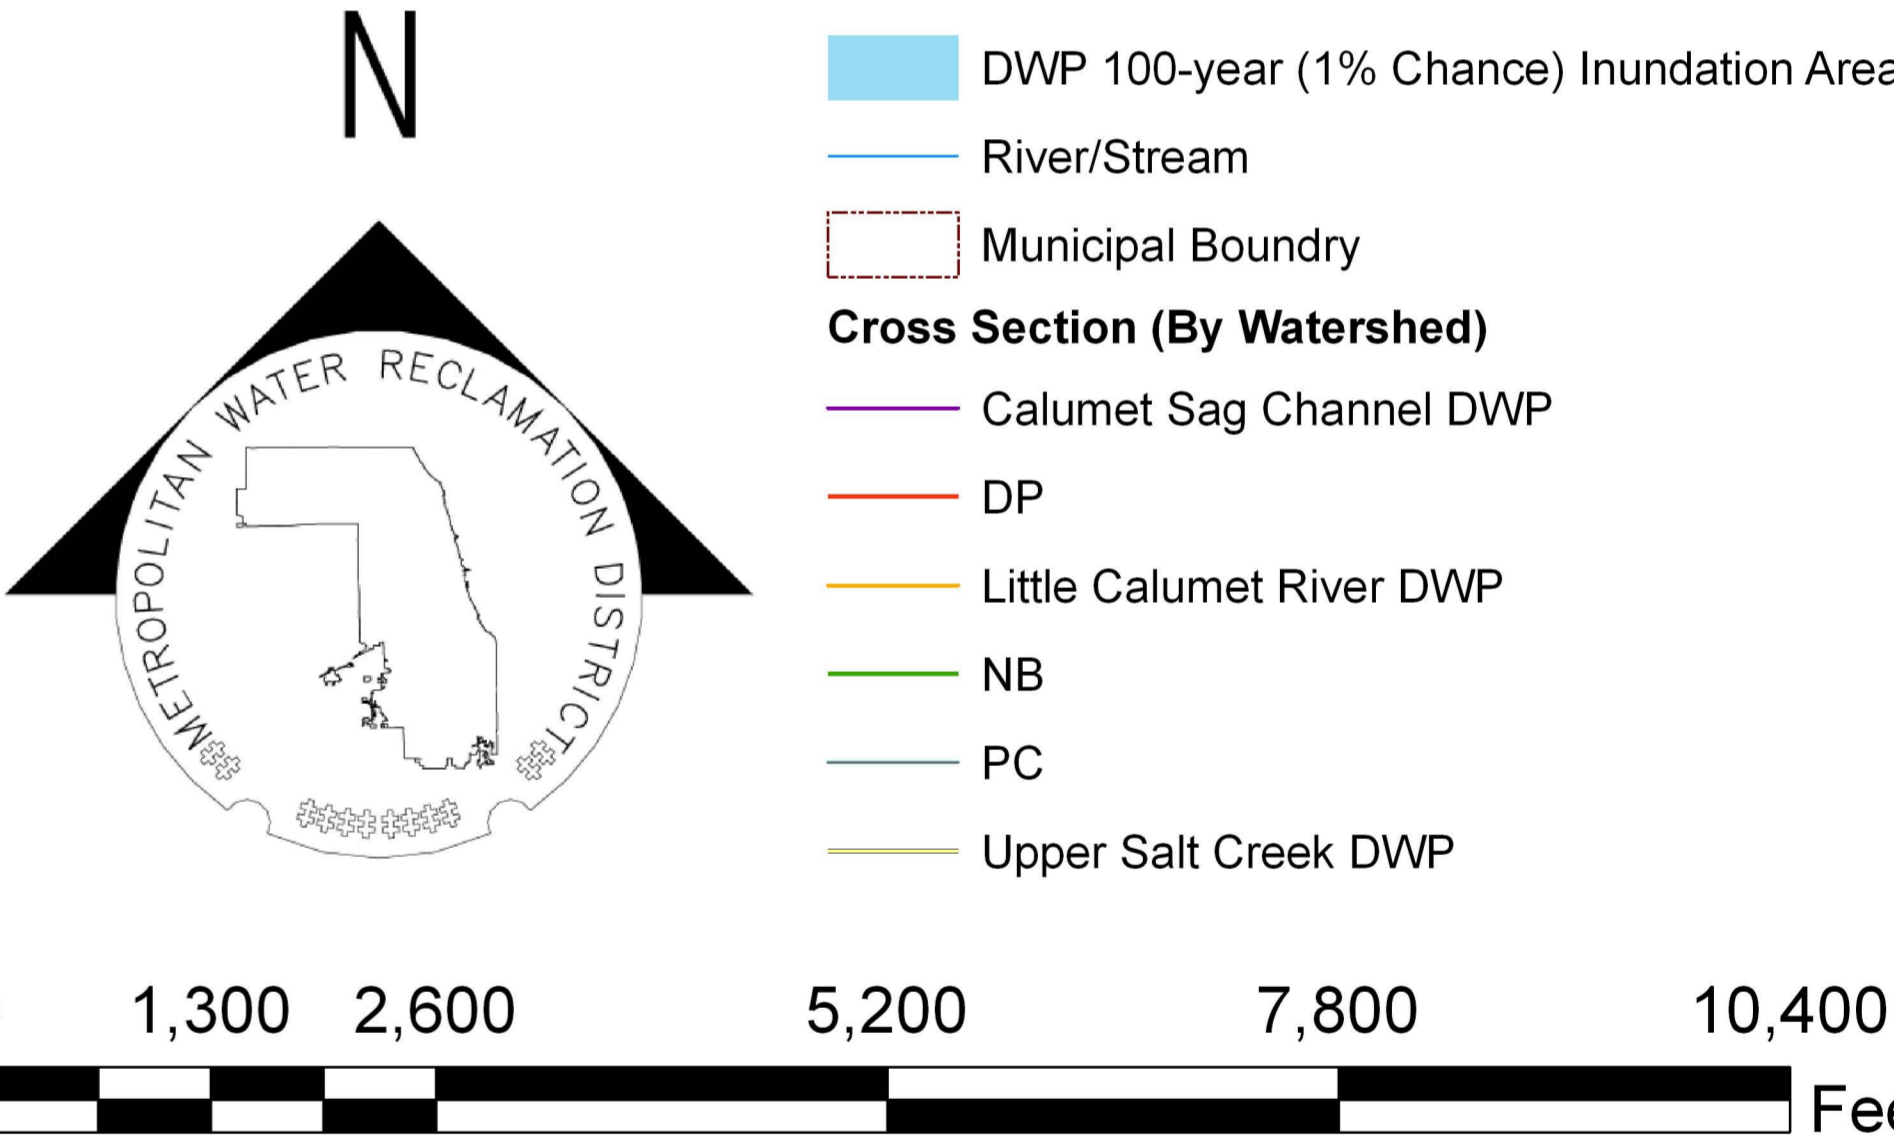 N
METROPOLITAN WATER RECLAMATION DISTRICT
DWP 100-year (1% Chance) Inundation Area
River/Stream
Municipal Boundry
Cross Section (By Watershed)
Calumet Sag Channel DWP
DP
Little Calumet River DWP
NB
PC
Upper Salt Creek DWP
1,300 2,600 5,200 7,800 10,400